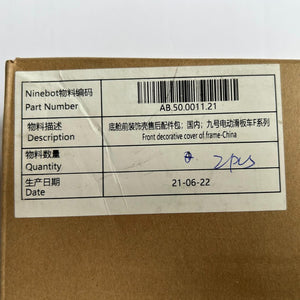 Ninebot物料编码
Part Number
AB.50.0011.21
物料描述
Description
底舱前装饰壳售后配件包；国内；九号电动滑板车F系列
Front decorative cover of frame-China
物料数量
Quantity
2pcs
生产日期
Date
21-06-22